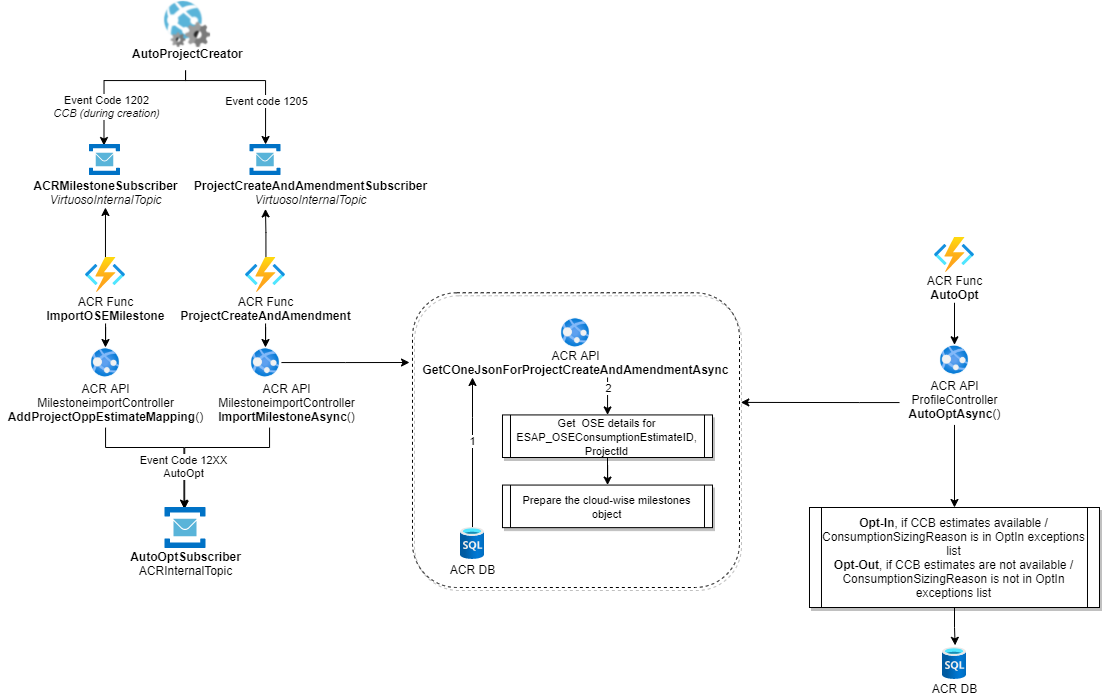 AutoProjectCreator
Event Code 1202
CCB (during creation)
Event code 1205
ACRMilestoneSubscriber
VirtuosoInternalTopic
ProjectCreateAndAmendmentSubscriber
VirtuosoInternalTopic
ACR Func
ImportOSEMilestone
ACR Func
ProjectCreateAndAmendment
ACR API
MilestoneimportController
AddProjectOppEstimateMapping()
ACR API
MilestoneimportController
ImportMilestoneAsync()
Event Code 12XX
AutoOpt
AutoOptSubscriber
ACRInternalTopic
ACR API
GetCOneJsonForProjectCreateAndAmendmentAsync
2
1
Get  OSE details for
ESAP_OSEConsumptionEstimateID,
ProjectId
Prepare the cloud-wise milestones
object
SQL
ACR DB
ACR Func
AutoOpt
ACR API
ProfileController
AutoOptAsync()
Opt-In, if CCB estimates available /
ConsumptionSizingReason is in OptIn exceptions
list
Opt-Out, if CCB estimates are not available /
ConsumptionSizingReason is not in OptIn
exceptions list
SQL
ACR DB